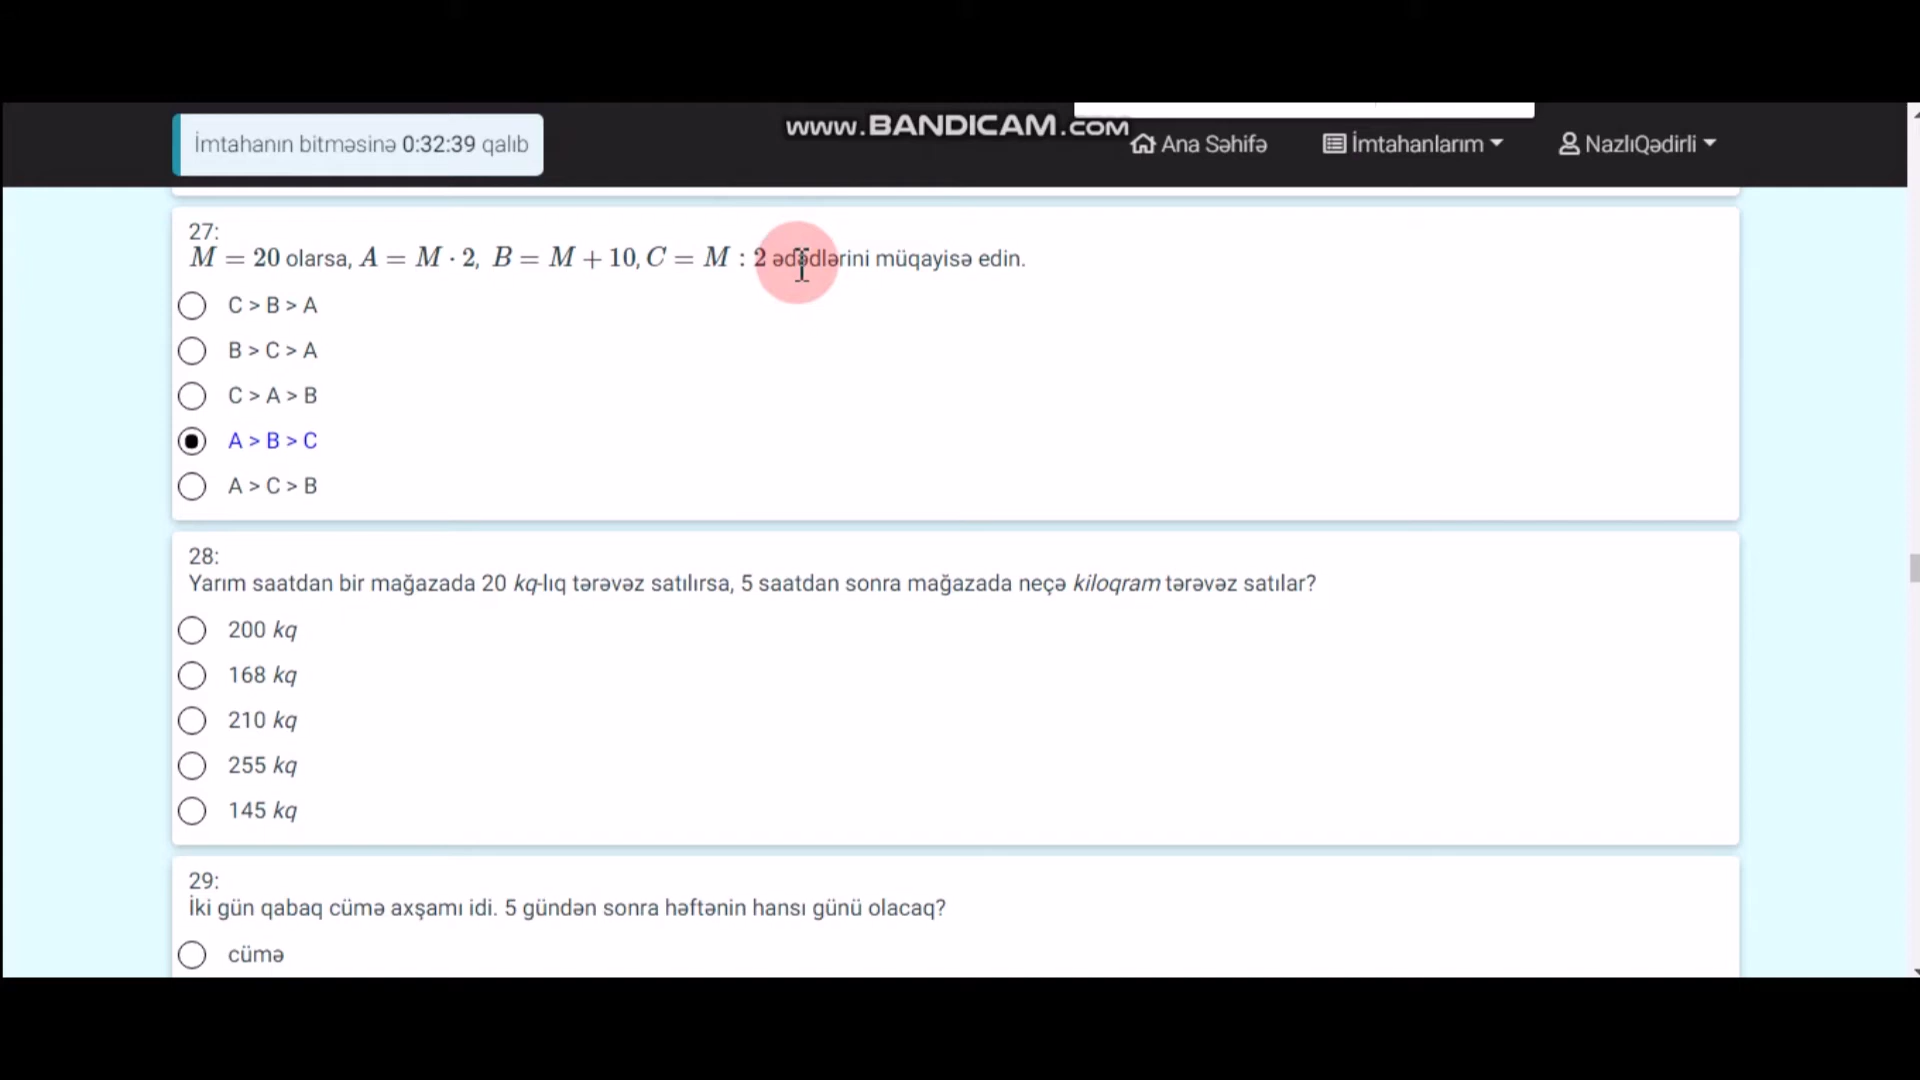 www.BANDICAM.COM
İmtahanın bitməsinə 0:32:39 qalıb
Ana Səhifə
İmtahanlarım
NazlıQədirli
27:
M = 20 olarsa, A = M · 2, B = M + 10, C = M : 2 ədədlərini müqayisə edin.
C > B > A
B > C > A
C > A > B
A > B > C
A > C > B
28:
Yarım saatdan bir mağazada 20 kq-lıq tərəvəz satılırsa, 5 saatdan sonra mağazada neçə kiloqram tərəvəz satılar?
200 kq
168 kq
210 kq
255 kq
145 kq
29:
İki gün qabaq cümə axşamı idi. 5 gündən sonra həftənin hansı günü olacaq?
cümə